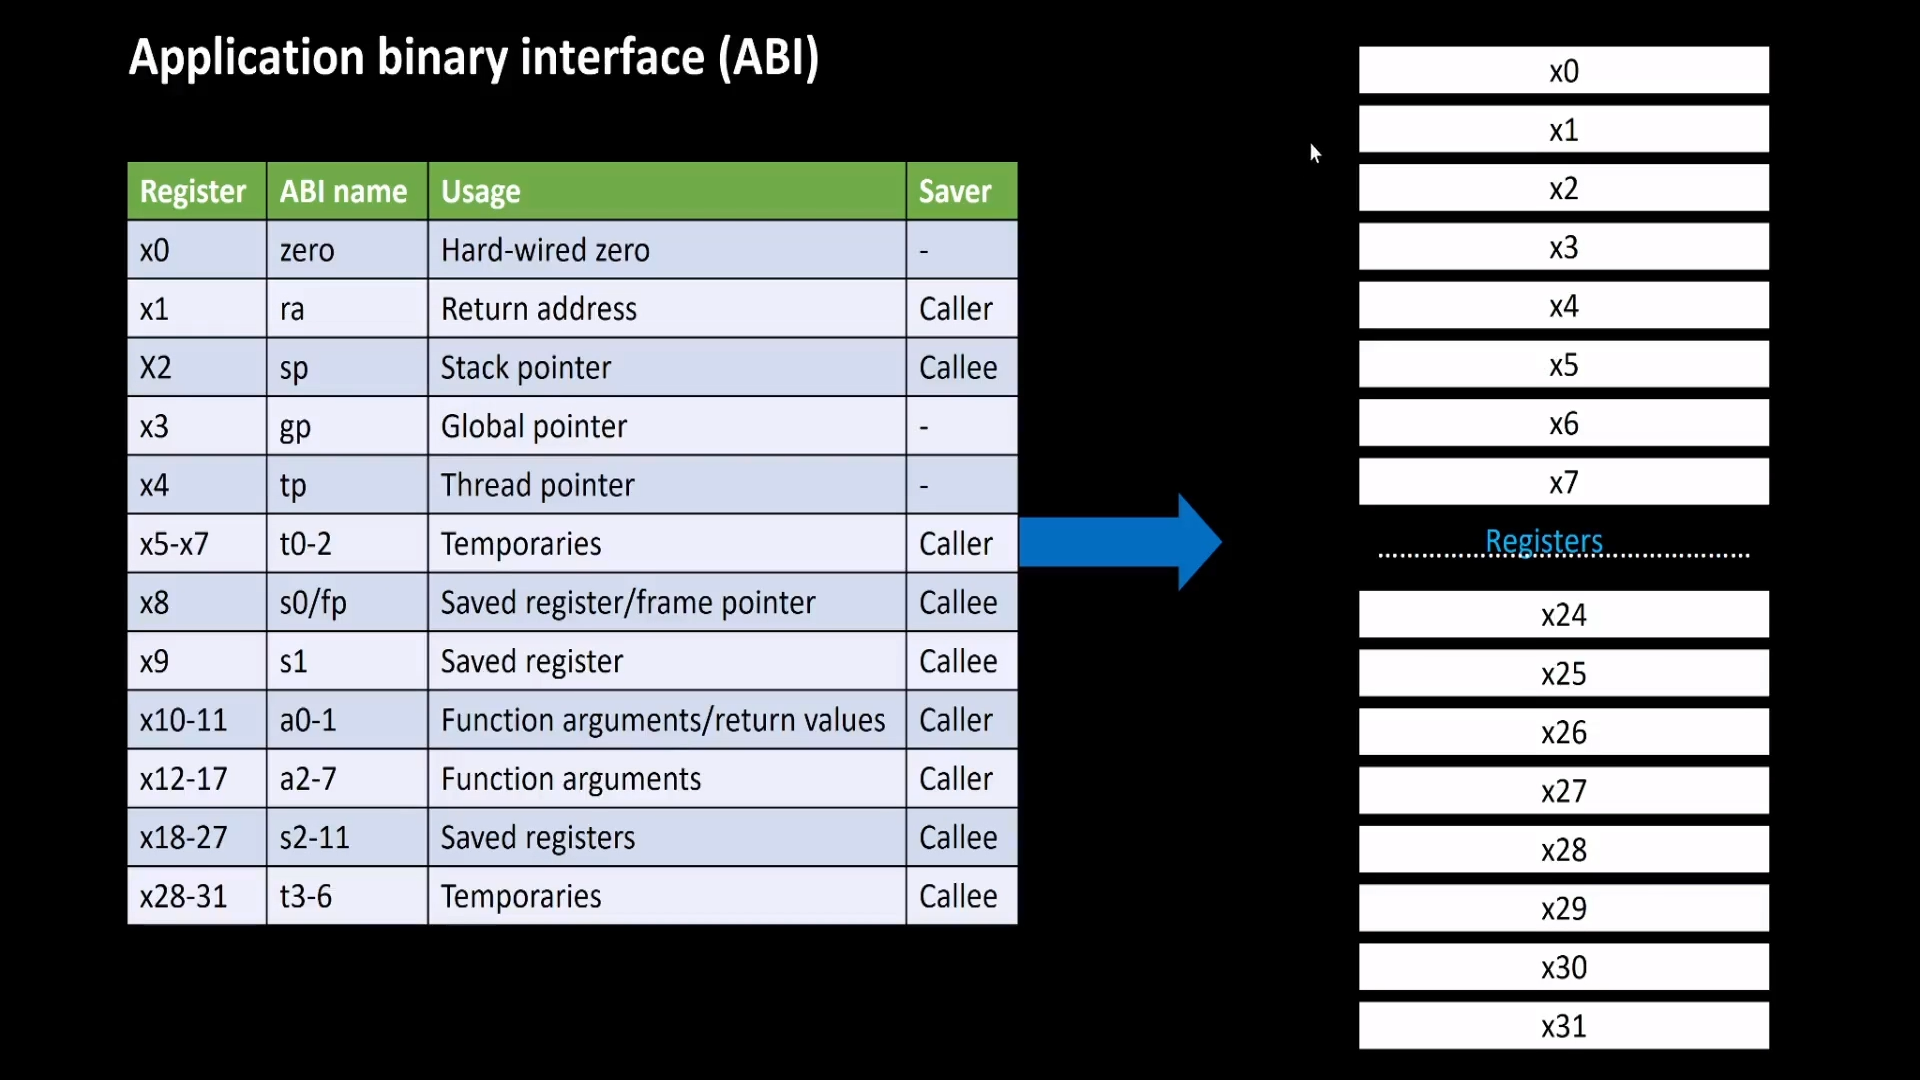 Application binary interface (ABI)
Register ABI name Usage Saver
x0 zero Hard-wired zero -
x1 ra Return address Caller
X2 sp Stack pointer Callee
x3 gp Global pointer -
x4 tp Thread pointer -
x5-x7 t0-2 Temporaries Caller
x8 s0/fp Saved register/frame pointer Callee
x9 s1 Saved register Callee
x10-11 a0-1 Function arguments/return values Caller
x12-17 a2-7 Function arguments Caller
x18-27 s2-11 Saved registers Callee
x28-31 t3-6 Temporaries Callee
x0
x1
x2
x3
x4
x5
x6
x7
Registers
x24
x25
x26
x27
x28
x29
x30
x31